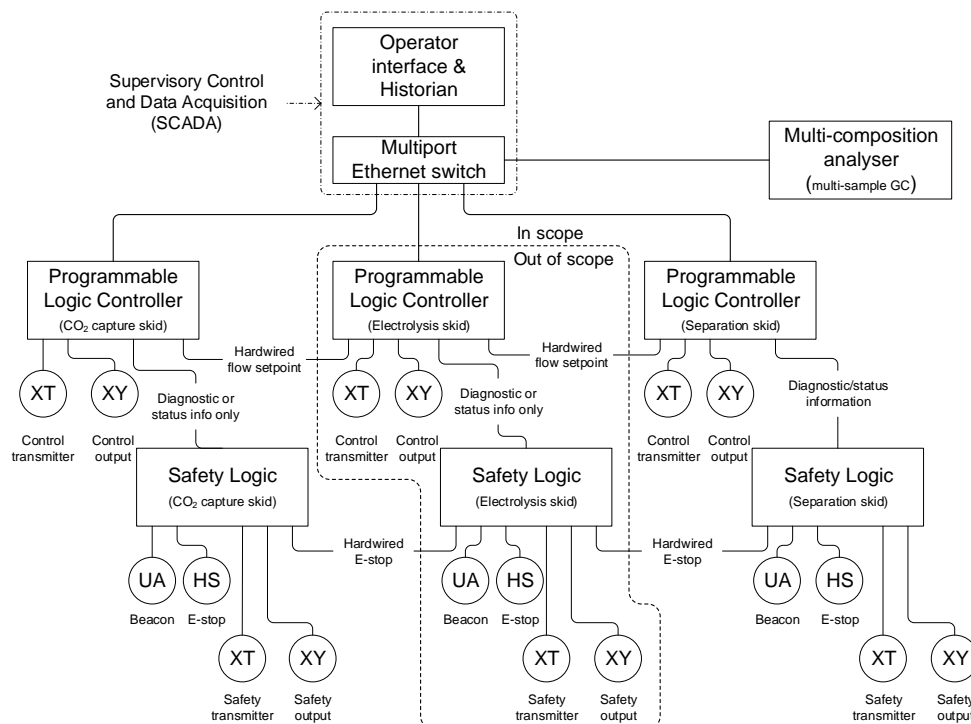 Operator
interface &
Historian
Supervisory Control
and Data Acquisition
(SCADA)
Multiport
Ethernet switch
Multi-composition
analyser
(multi-sample GC)
In scope
Out of scope
Programmable
Logic Controller
(CO₂ capture skid)
Programmable
Logic Controller
(Electrolysis skid)
Programmable
Logic Controller
(Separation skid)
Hardwired
flow setpoint
Hardwired
flow setpoint
XT
XY
Diagnostic or
status info only
XT
XY
Diagnostic or
status info only
XT
XY
Diagnostic/status
information
Control
transmitter
Control
output
Control
transmitter
Control
output
Control
transmitter
Control
output
Safety Logic
(CO₂ capture skid)
Safety Logic
(Electrolysis skid)
Safety Logic
(Separation skid)
Hardwired
E-stop
Hardwired
E-stop
UA
HS
UA
HS
UA
HS
Beacon
E-stop
Beacon
E-stop
Beacon
E-stop
XT
XY
XT
XY
XT
XY
Safety
transmitter
Safety
output
Safety
transmitter
Safety
output
Safety
transmitter
Safety
output